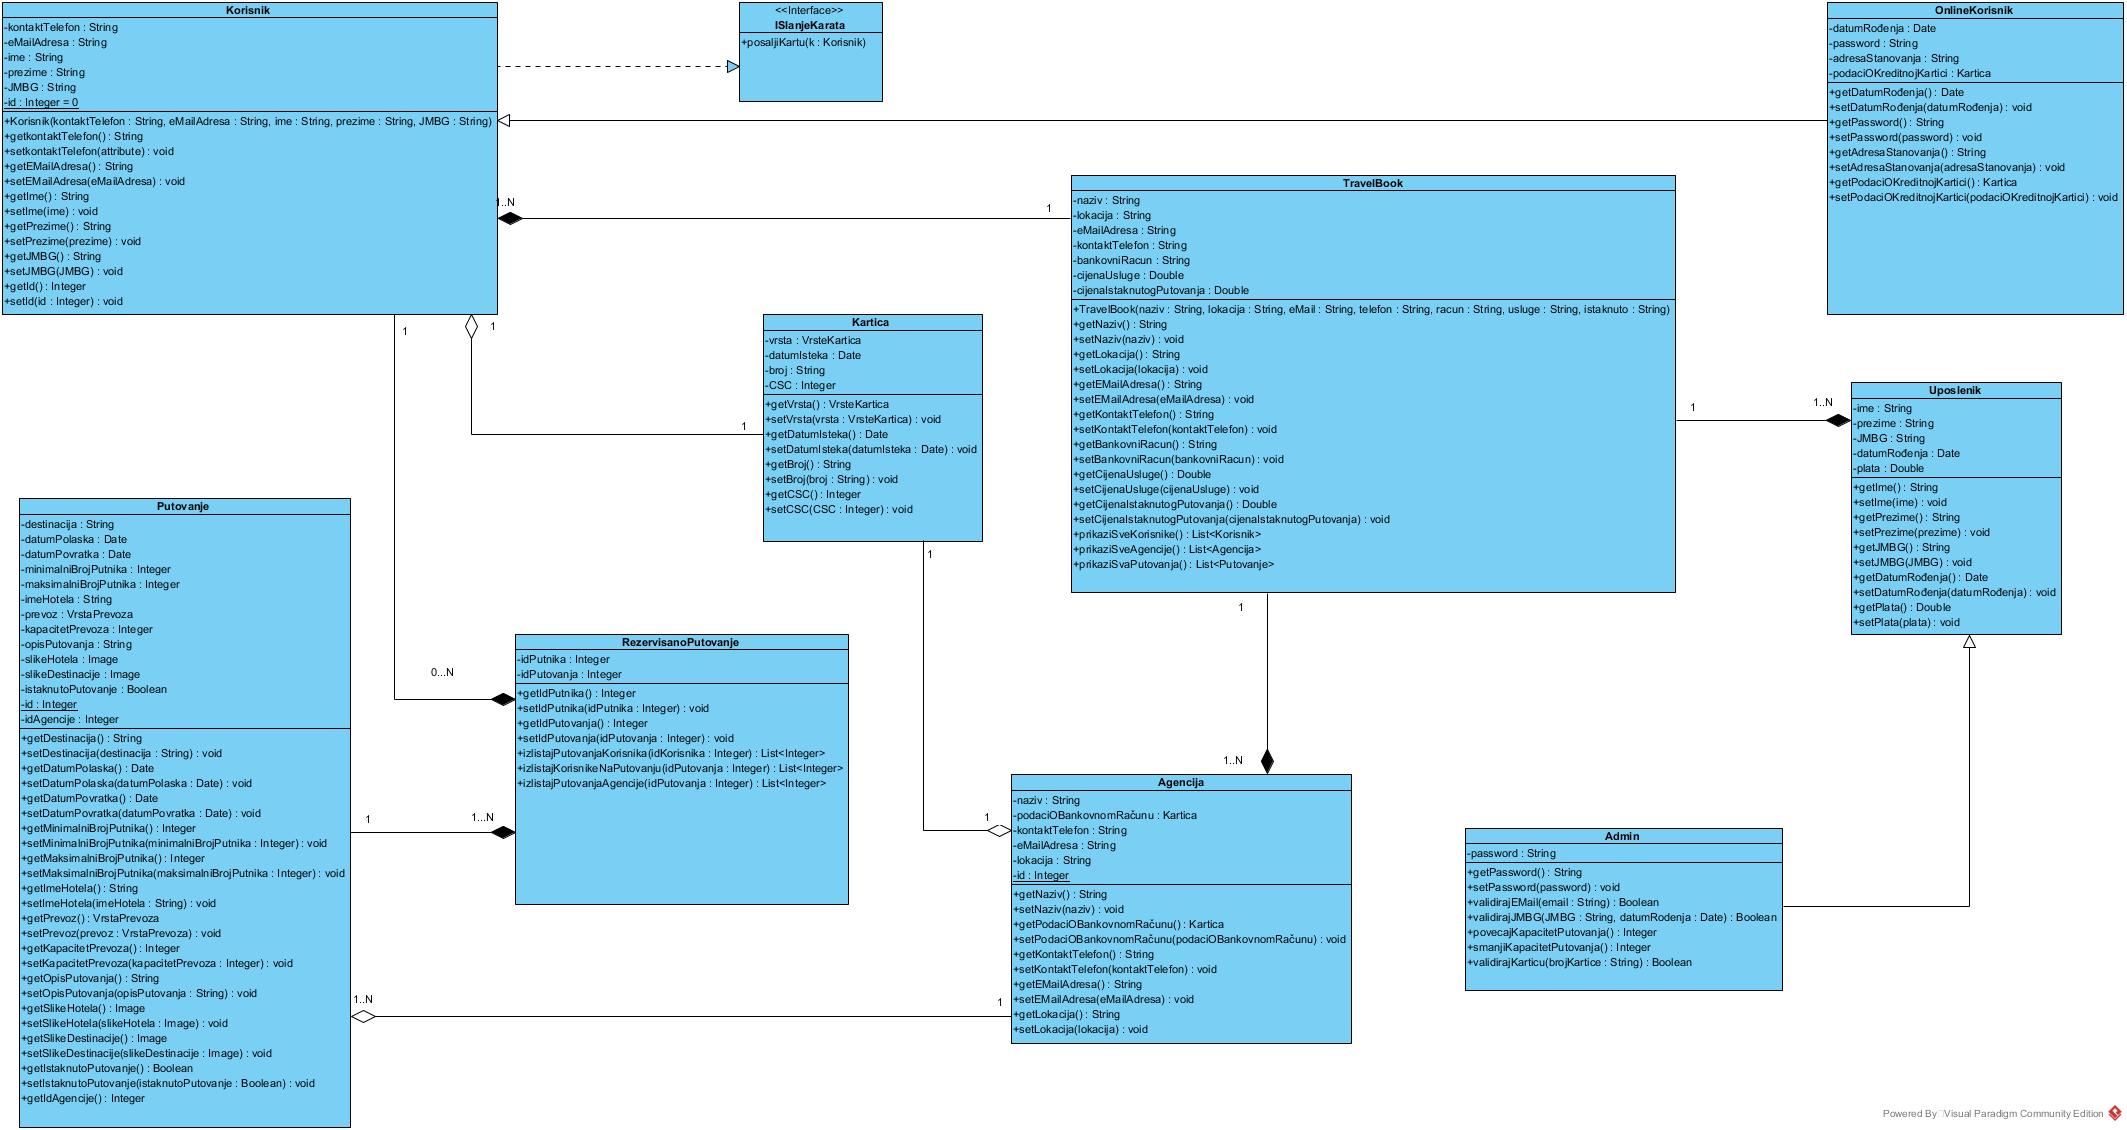 Korisnik
-kontaktTelefon : String
-eMailAdresa : String
-ime : String
-prezime : String
-JMBG : String
-id : Integer = 0
+Korisnik(kontaktTelefon : String, eMailAdresa : String, ime : String, prezime : String, JMBG : String)
+getkontaktTelefon() : String
+setkontaktTelefon(attribute) : void
+getEMailAdresa() : String
+setEMailAdresa(eMailAdresa) : void
+getIme() : String
+setIme(ime) : void
+getPrezime() : String
+setPrezime(prezime) : void
+getJMBG() : String
+setJMBG(JMBG) : void
+getId() : Integer
+setId(id : Integer) : void
<<Interface>>
ISlanjeKarata
+posaljiKartu(k : Korisnik)
OnlineKorisnik
-datumRođenja : Date
-password : String
-adresaStanovanja : String
-podaciOKreditnojKartici : Kartica
+getDatumRođenja() : Date
+setDatumRođenja(datumRođenja) : void
+getPassword() : String
+setPassword(password) : void
+getAdresaStanovanja() : String
+setAdresaStanovanja(adresaStanovanja) : void
+getPodaciOKreditnojKartici() : Kartica
+setPodaciOKreditnojKartici(podaciOKreditnojKartici) : void
1..N
1
TravelBook
-naziv : String
-lokacija : String
-eMailAdresa : String
-kontaktTelefon : String
-bankovniRacun : String
-cijenaUsluge : Double
-cijenaIstaknutogPutovanja : Double
+TravelBook(naziv : String, lokacija : String, eMail : String, telefon : String, racun : String, usluge : String, istaknuto : String)
+getNaziv() : String
+setNaziv(naziv) : void
+getLokacija() : String
+setLokacija(lokacija) : void
+getEMailAdresa() : String
+setEMailAdresa(eMailAdresa) : void
+getKontaktTelefon() : String
+setKontaktTelefon(kontaktTelefon) : void
+getBankovniRacun() : String
+setBankovniRacun(bankovniRacun) : void
+getCijenaUsluge() : Double
+setCijenaUsluge(cijenaUsluge) : void
+getCijenaIstaknutogPutovanja() : Double
+setCijenaIstaknutogPutovanja(cijenaIstaknutogPutovanja) : void
+prikaziSveKorisnike() : List<Korisnik>
+prikaziSveAgencije() : List<Agencija>
+prikaziSvaPutovanja() : List<Putovanje>
1
1
Kartica
-vrsta : VrsteKartica
-datumIsteka : Date
-broj : String
-CSC : Integer
+getVrsta() : VrsteKartica
+setVrsta(vrsta : VrsteKartica) : void
+getDatumIsteka() : Date
+setDatumIsteka(datumIsteka : Date) : void
+getBroj() : String
+setBroj(broj : String) : void
+getCSC() : Integer
+setCSC(CSC : Integer) : void
1
1
1
1..N
Uposlenik
-ime : String
-prezime : String
-JMBG : String
-datumRođenja : Date
-plata : Double
+getIme() : String
+setIme(ime) : void
+getPrezime() : String
+setPrezime(prezime) : void
+getJMBG() : String
+setJMBG(JMBG) : void
+getDatumRođenja() : Date
+setDatumRođenja(datumRođenja) : void
+getPlata() : Double
+setPlata(plata) : void
Putovanje
-destinacija : String
-datumPolaska : Date
-datumPovratka : Date
-minimalniBrojPutnika : Integer
-maksimalniBrojPutnika : Integer
-imeHotela : String
-prevoz : VrstaPrevoza
-kapacitetPrevoza : Integer
-opisPutovanja : String
-slikeHotela : Image
-slikeDestinacije : Image
-istaknutoPutovanje : Boolean
-id : Integer
-idAgencije : Integer
+getDestinacija() : String
+setDestinacija(destinacija : String) : void
+getDatumPolaska() : Date
+setDatumPolaska(datumPolaska : Date) : void
+getDatumPovratka() : Date
+setDatumPovratka(datumPovratka : Date) : void
+getMinimalniBrojPutnika() : Integer
+setMinimalniBrojPutnika(minimalniBrojPutnika : Integer) : void
+getMaksimalniBrojPutnika() : Integer
+setMaksimalniBrojPutnika(maksimalniBrojPutnika : Integer) : void
+getImeHotela() : String
+setImeHotela(imeHotela : String) : void
+getPrevoz() : VrstaPrevoza
+setPrevoz(prevoz : VrstaPrevoza) : void
+getKapacitetPrevoza() : Integer
+setKapacitetPrevoza(kapacitetPrevoza : Integer) : void
+getOpisPutovanja() : String
+setOpisPutovanja(opisPutovanja : String) : void
+getSlikeHotela() : Image
+setSlikeHotela(slikeHotela : Image) : void
+getSlikeDestinacije() : Image
+setSlikeDestinacije(slikeDestinacije : Image) : void
+getIstaknutoPutovanje() : Boolean
+setIstaknutoPutovanje(istaknutoPutovanje : Boolean) : void
+getIdAgencije() : Integer
0...N
RezervisanoPutovanje
-idPutnika : Integer
-idPutovanja : Integer
+getIdPutnika() : Integer
+setIdPutnika(idPutnika : Integer) : void
+getIdPutovanja() : Integer
+setIdPutovanja(idPutovanja : Integer) : void
+izlistajPutovanjaKorisnika(idKorisnika : Integer) : List<Integer>
+izlistajKorisnikeNaPutovanju(idPutovanja : Integer) : List<Integer>
+izlistajPutovanjaAgencije(idPutovanja : Integer) : List<Integer>
1
1...N
1
1..N
1
Agencija
-naziv : String
-podaciOBankovnomRačunu : Kartica
-kontaktTelefon : String
-eMailAdresa : String
-lokacija : String
-id : Integer
+getNaziv() : String
+setNaziv(naziv) : void
+getPodaciOBankovnomRačunu() : Kartica
+setPodaciOBankovnomRačunu(podaciOBankovnomRačunu) : void
+getKontaktTelefon() : String
+setKontaktTelefon(kontaktTelefon) : void
+getEMailAdresa() : String
+setEMailAdresa(eMailAdresa) : void
+getLokacija() : String
+setLokacija(lokacija) : void
1..N
1
Admin
-password : String
+getPassword() : String
+setPassword(password) : void
+validirajEMail(email : String) : Boolean
+validirajJMBG(JMBG : String, datumRodenja : Date) : Boolean
+povecajKapacitetPutovanja() : Integer
+smanjiKapacitetPutovanja() : Integer
+validirajKarticu(brojKartice : String) : Boolean
Powered By Visual Paradigm Community Edition